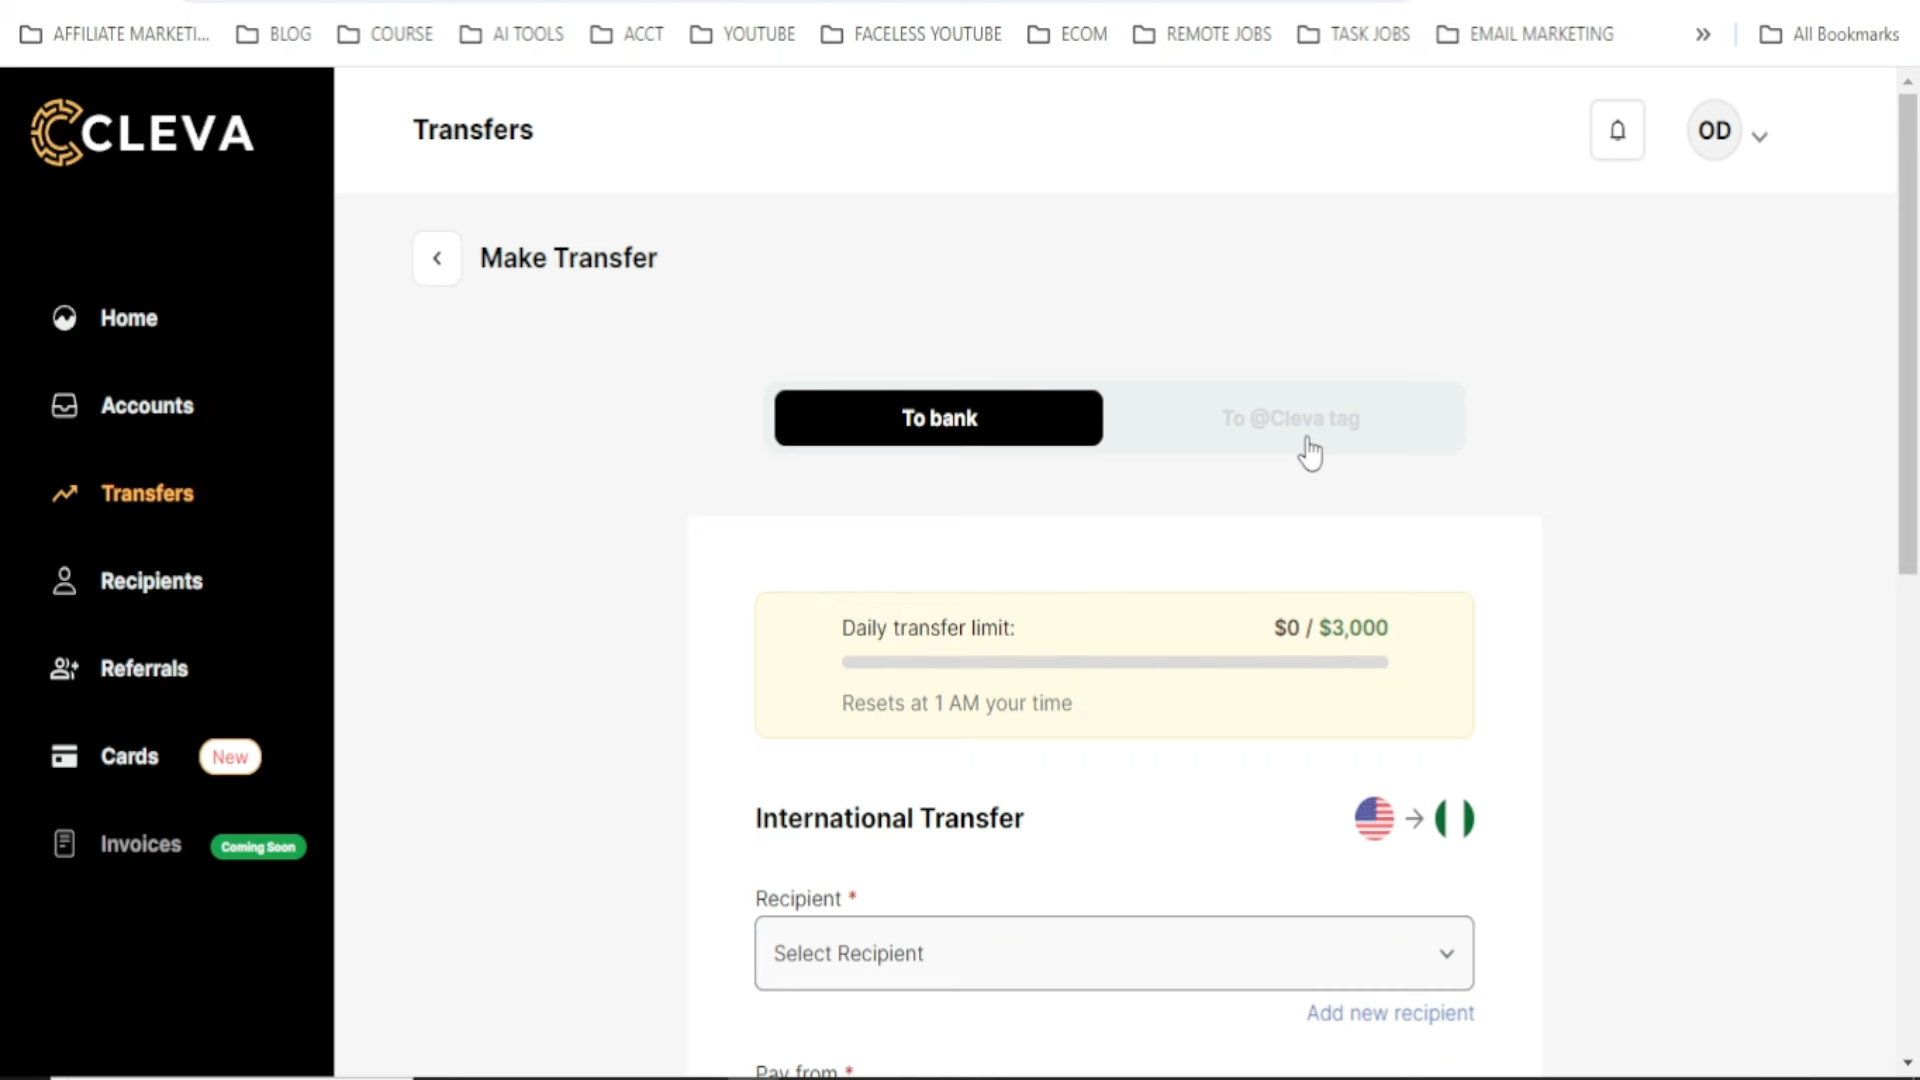 AFFILIATE MARKETI... BLOG COURSE AI TOOLS ACCT YOUTUBE FACELESS YOUTUBE ECOM REMOTE JOBS TASK JOBS EMAIL MARKETING » All Bookmarks
CLEVA
Home
Accounts
Transfers
Recipients
Referrals
Cards New
Invoices Coming Soon
Transfers
OD
Make Transfer
To bank To @Cleva tag
Daily transfer limit: $0 / $3,000
Resets at 1 AM your time
International Transfer
Recipient *
Select Recipient
Add new recipient
Pay from *